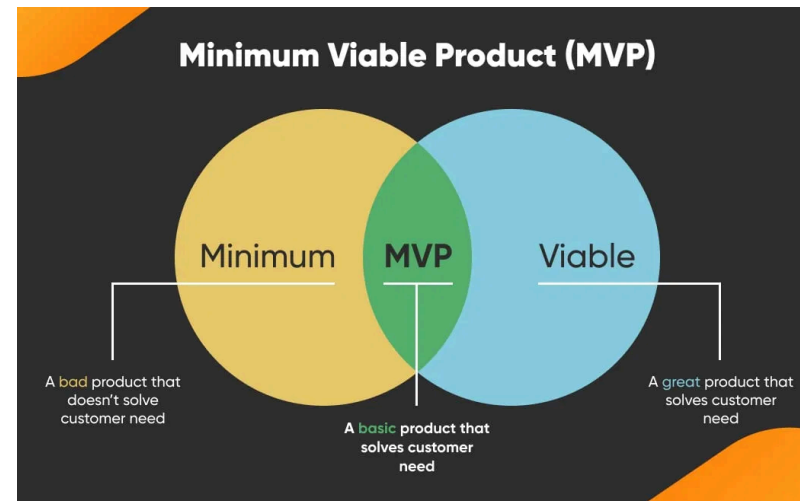 Minimum Viable Product (MVP)
Minimum
MVP
Viable
A bad product that
doesn't solve
customer need
A basic product that
solves customer
need
A great product that
solves customer
need